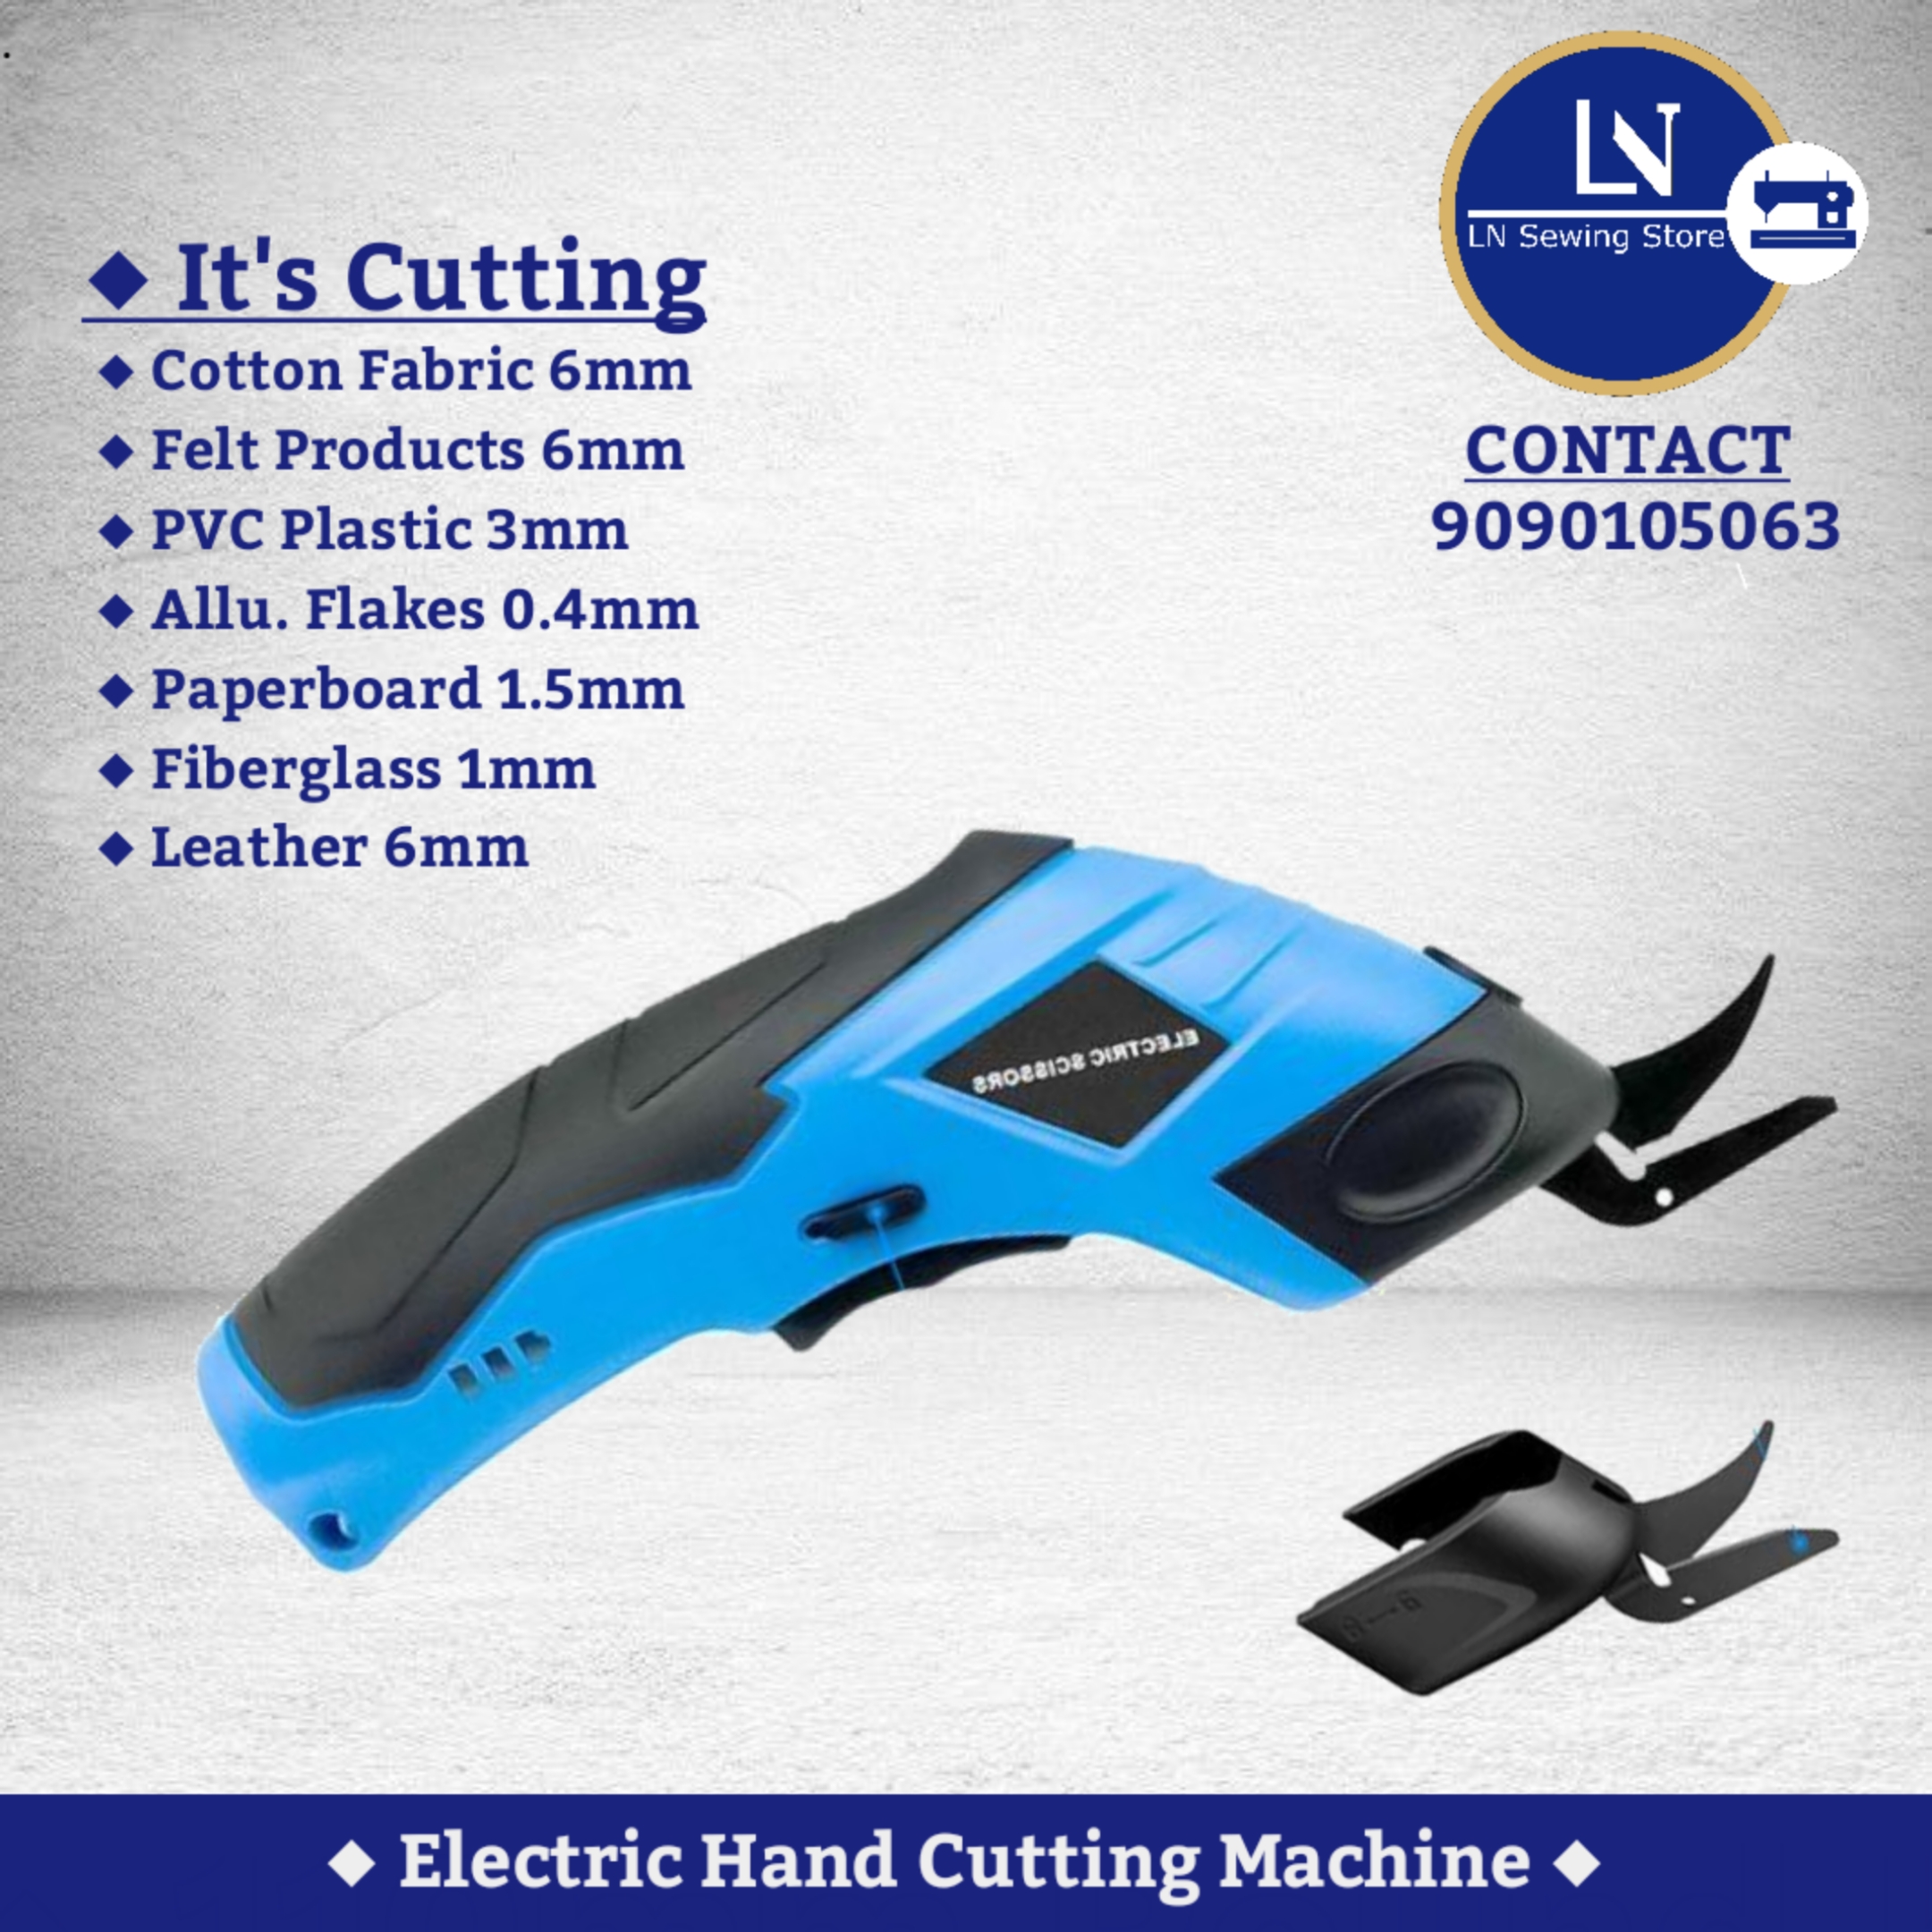 LN
LN Sewing Store
CONTACT
9090105063
◆ It's Cutting
◆ Cotton Fabric 6mm
◆ Felt Products 6mm
◆ PVC Plastic 3mm
◆ Allu. Flakes 0.4mm
◆ Paperboard 1.5mm
◆ Fiberglass 1mm
◆ Leather 6mm
ELECTRIC SCISSORS
◆ Electric Hand Cutting Machine ◆